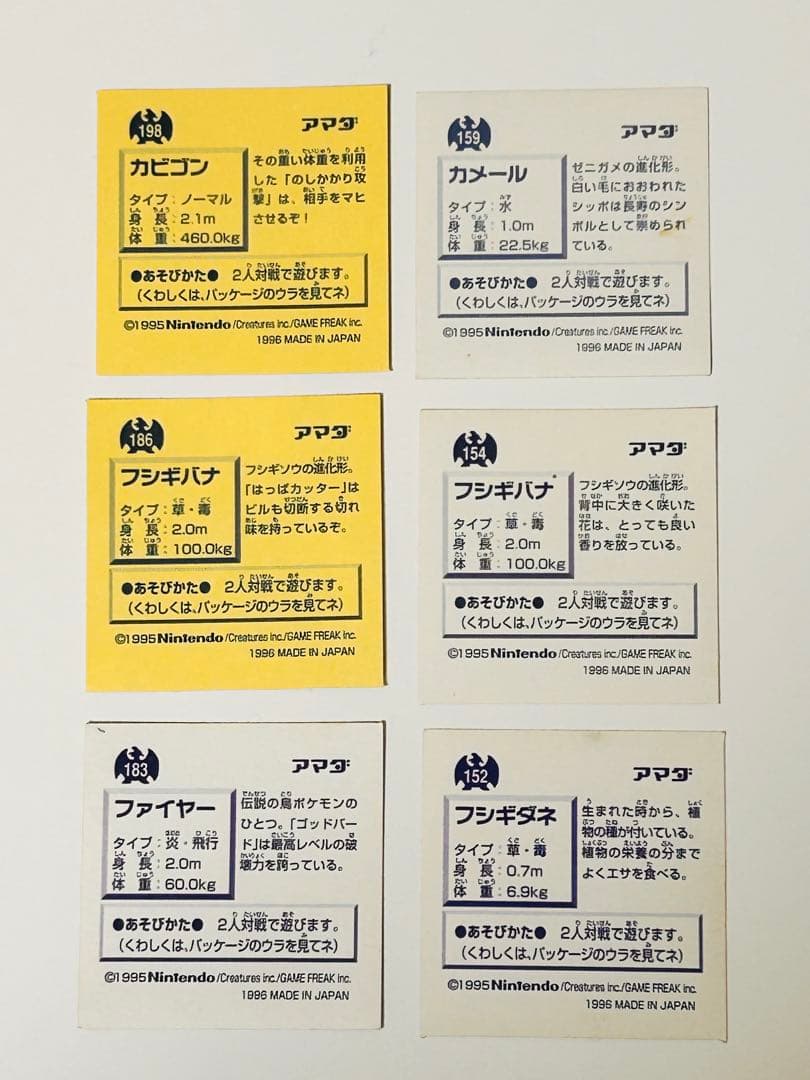 198
アマダ
カビゴン
タイプ：ノーマル
身長：2.1m
体重：460.0kg
その重い体重を利用
した「のしかかり攻
撃」は、相手をマヒ
させるぞ！
●あそびかた● 2人対戦で遊びます。
（くわしくは、パッケージのウラを見てネ）
©1995 Nintendo/Creatures inc./GAME FREAK inc.
1996 MADE IN JAPAN
159
アマダ
カメール
タイプ：水
身長：1.0m
体重：22.5kg
ゼニガメの進化形。
白い毛におおわれた
シッポは長寿のシン
ボルとして崇められ
ている。
●あそびかた● 2人対戦で遊びます。
（くわしくは、パッケージのウラを見てネ）
©1995 Nintendo/Creatures inc./GAME FREAK inc.
1996 MADE IN JAPAN
186
アマダ
フシギバナ
タイプ：草・毒
身長：2.0m
体重：100.0kg
フシギソウの進化形。
「はっぱカッター」は
ビルも切断する切れ
味を持っているぞ。
●あそびかた● 2人対戦で遊びます。
（くわしくは、パッケージのウラを見てネ）
©1995 Nintendo/Creatures inc./GAME FREAK inc.
1996 MADE IN JAPAN
154
アマダ
フシギバナ
タイプ：草・毒
身長：2.0m
体重：100.0kg
フシギソウの進化形。
背中に大きく咲いた
花は、とっても良い
香りを放っている。
●あそびかた● 2人対戦で遊びます。
（くわしくは、パッケージのウラを見てネ）
©1995 Nintendo/Creatures inc./GAME FREAK inc.
1996 MADE IN JAPAN
183
アマダ
ファイヤー
タイプ：炎・飛行
身長：2.0m
体重：60.0kg
伝説の鳥ポケモンの
ひとつ。「ゴッドバー
ド」は最高レベルの破
壊力を誇っている。
●あそびかた● 2人対戦で遊びます。
（くわしくは、パッケージのウラを見てネ）
©1995 Nintendo/Creatures inc./GAME FREAK inc.
1996 MADE IN JAPAN
152
アマダ
フシギダネ
タイプ：草・毒
身長：0.7m
体重：6.9kg
生まれた時から、植
物の種が付いている。
植物の栄養の分まで
よくエサを食べる。
●あそびかた● 2人対戦で遊びます。
（くわしくは、パッケージのウラを見てネ）
©1995 Nintendo/Creatures inc./GAME FREAK inc.
1996 MADE IN JAPAN